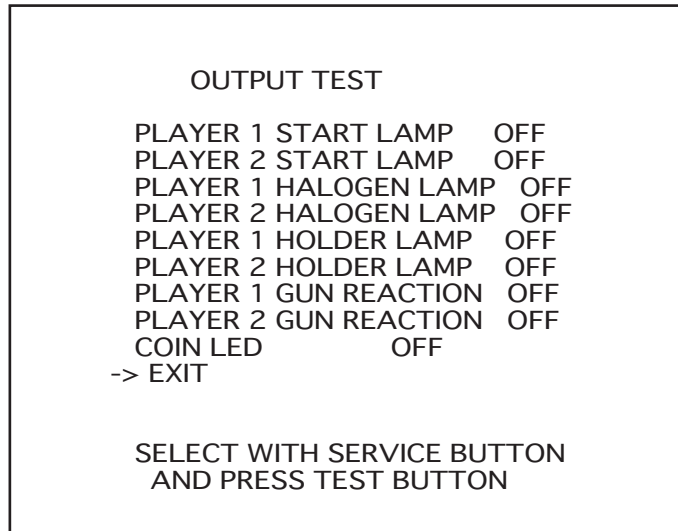 OUTPUT TEST
PLAYER 1 START LAMP OFF
PLAYER 2 START LAMP OFF
PLAYER 1 HALOGEN LAMP OFF
PLAYER 2 HALOGEN LAMP OFF
PLAYER 1 HOLDER LAMP OFF
PLAYER 2 HOLDER LAMP OFF
PLAYER 1 GUN REACTION OFF
PLAYER 2 GUN REACTION OFF
COIN LED OFF
-> EXIT
SELECT WITH SERVICE BUTTON
AND PRESS TEST BUTTON